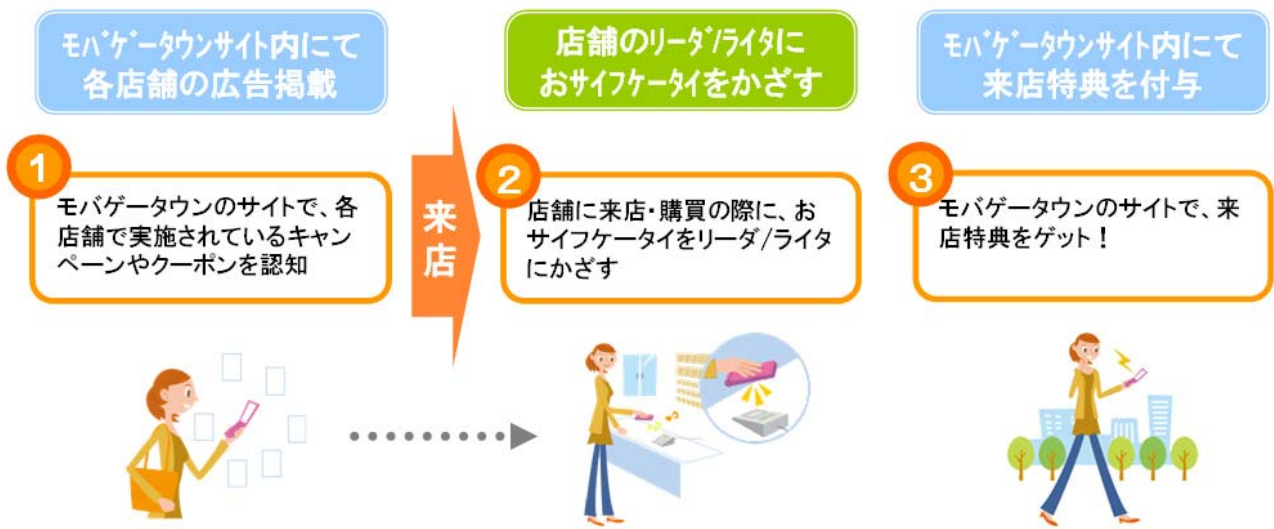 モバゲータウンサイト内にて
各店舗の広告掲載
店舗のリーダ/ライタに
おサイフケータイをかざす
モバゲータウンサイト内にて
来店特典を付与
1
モバゲータウンのサイトで、各
店舗で実施されているキャン
ペーンやクーポンを認知
来
店
2
店舗に来店・購買の際に、お
サイフケータイをリーダ/ライタ
にかざす
3
モバゲータウンのサイトで、来
店特典をゲット！